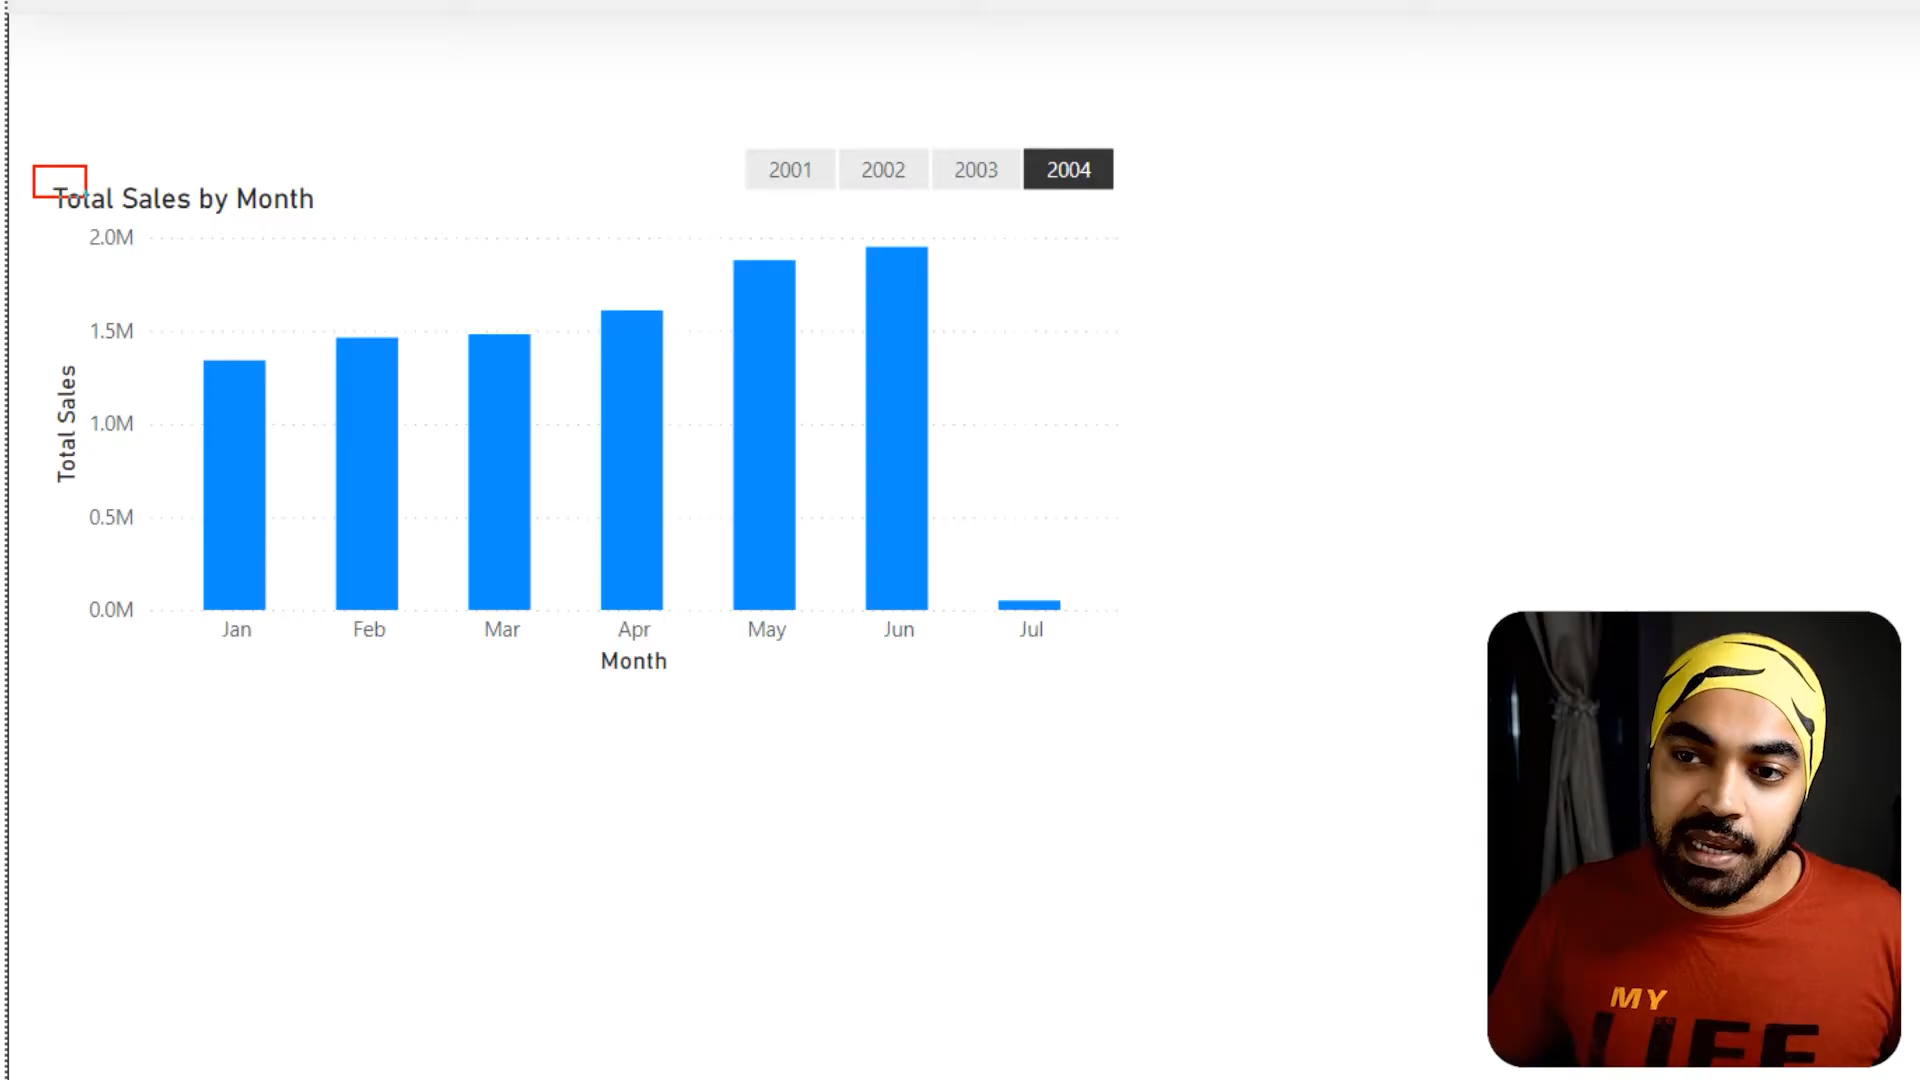 2001 2002 2003 2004
Total Sales by Month
2.0M
1.5M
1.0M
0.5M
0.0M
Total Sales
Jan Feb Mar Apr May Jun Jul
Month
MY
LIFE